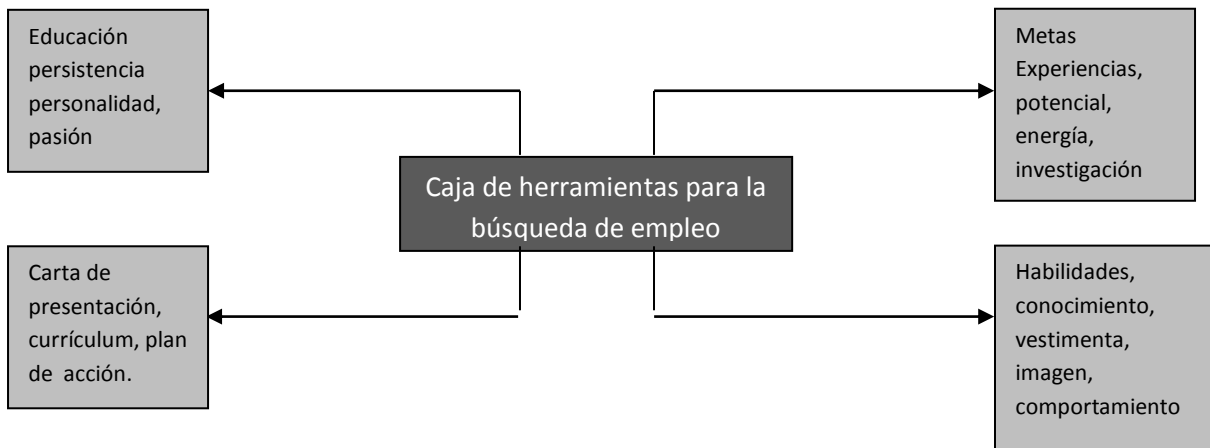 Educación
persistencia
personalidad,
pasión
Metas
Experiencias,
potencial,
energía,
investigación
Caja de herramientas para la
búsqueda de empleo
Carta de
presentación,
currículum, plan
de acción.
Habilidades,
conocimiento,
vestimenta,
imagen,
comportamiento